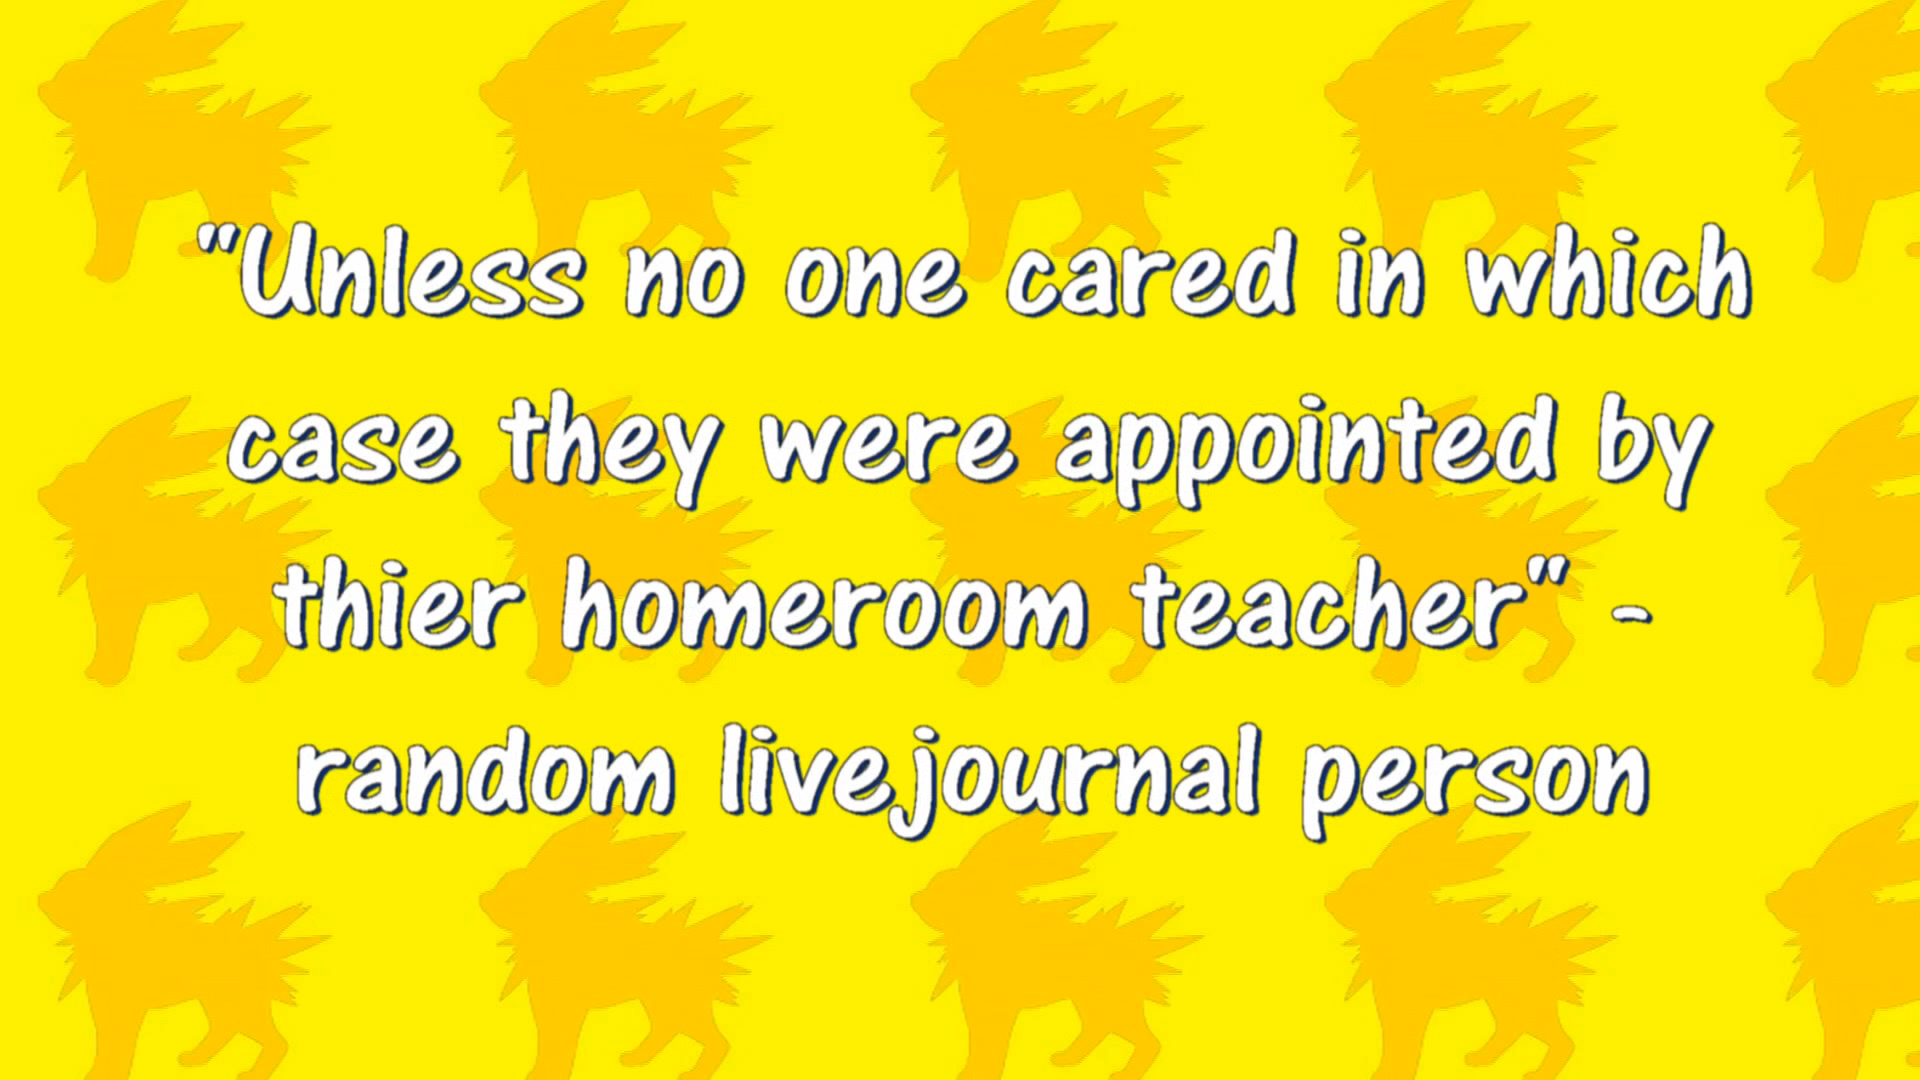 "Unless no one cared in which
case they were appointed by
thier homeroom teacher" -
random livejournal person